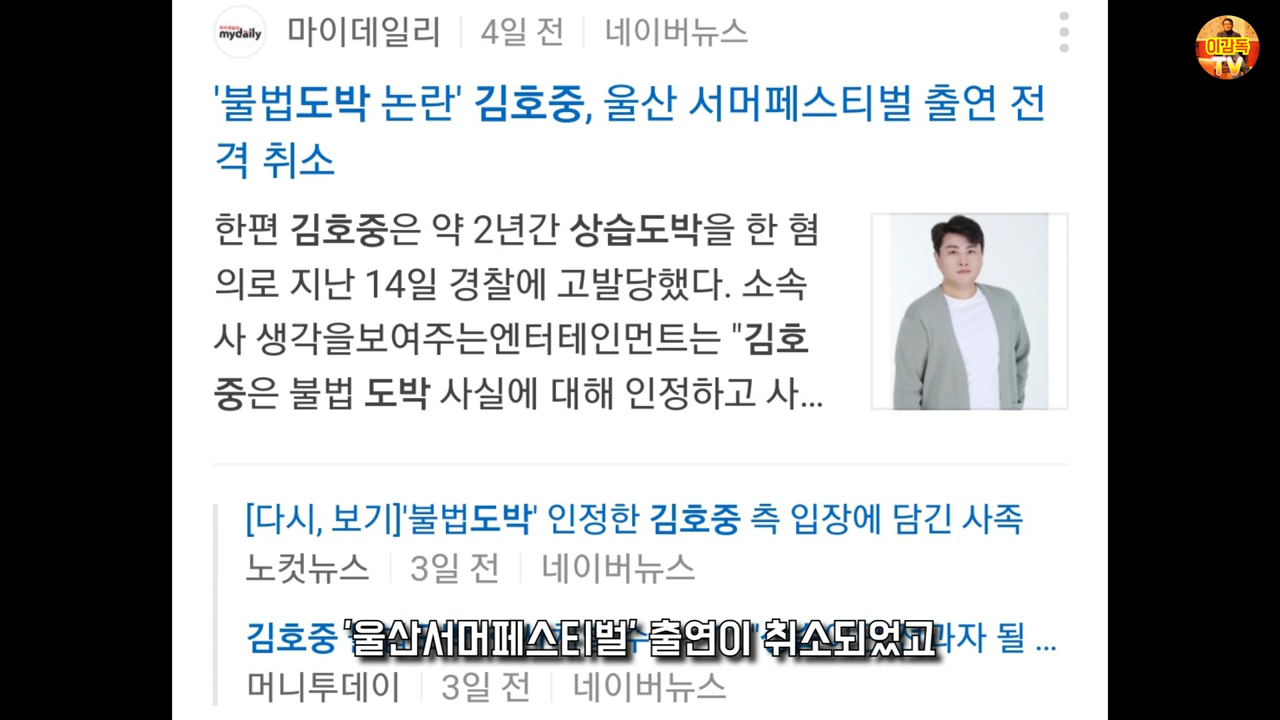 mydaily 마이데일리 4일 전 네이버뉴스
이감독
TV
'불법도박 논란' 김호중, 울산 서머페스티벌 출연 전
격 취소
한편 김호중은 약 2년간 상습도박을 한 혐
의로 지난 14일 경찰에 고발당했다. 소속
사 생각을보여주는엔터테인먼트는 "김호
중은 불법 도박 사실에 대해 인정하고 사...
[다시, 보기]'불법도박' 인정한 김호중 측 입장에 담긴 사족
노컷뉴스 3일 전 네이버뉴스
김호중 될 ...
'울산서머페스티벌' 출연이 취소되었고
머니투데이 3일 전 네이버뉴스